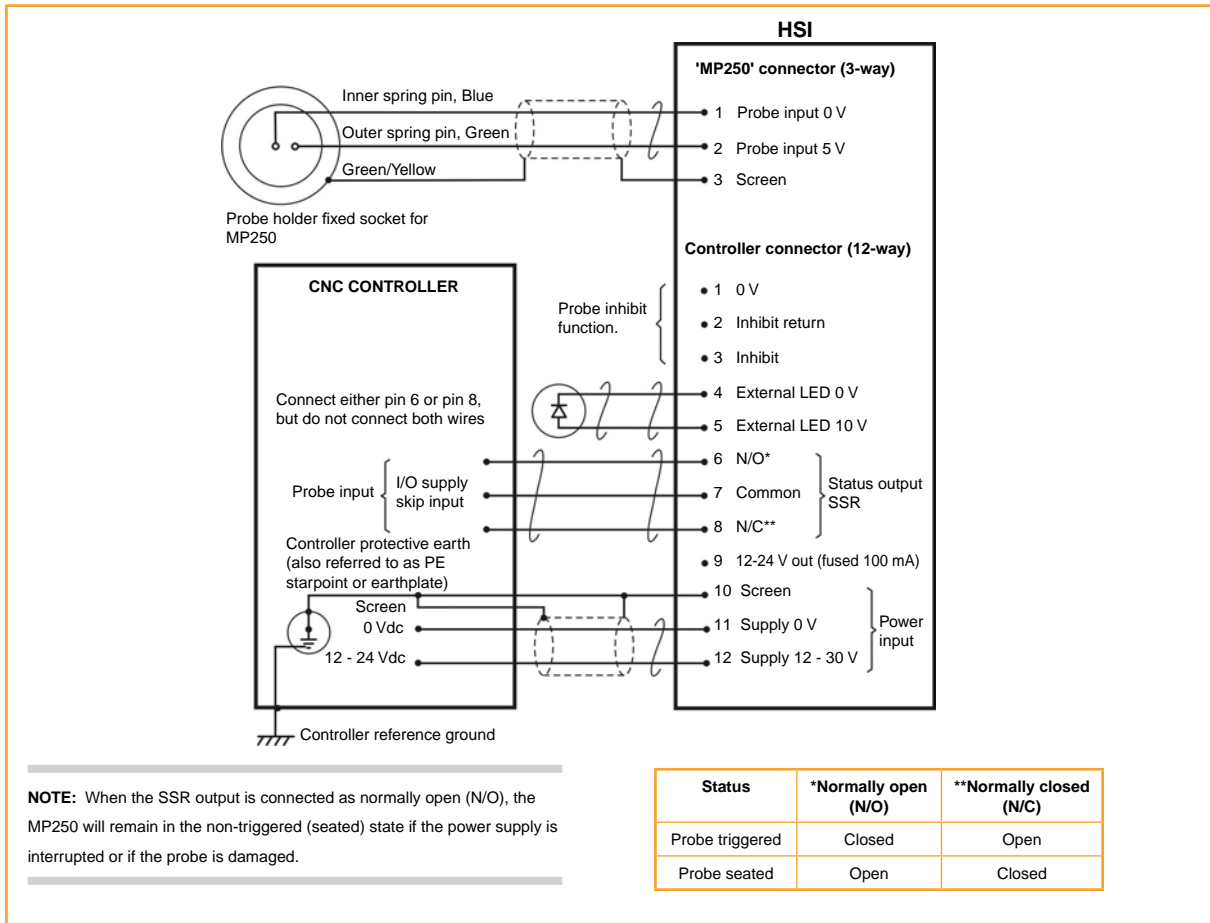 HSI
'MP250' connector (3-way)
Inner spring pin, Blue
1 Probe input 0 V
Outer spring pin, Green
2 Probe input 5 V
Green/Yellow
3 Screen
Probe holder fixed socket for
MP250
Controller connector (12-way)
CNC CONTROLLER
Probe inhibit
function.
1 0 V
2 Inhibit return
3 Inhibit
Connect either pin 6 or pin 8,
but do not connect both wires
4 External LED 0 V
5 External LED 10 V
Probe input
I/O supply
skip input
6 N/O*
7 Common
8 N/C**
Status output
SSR
9 12-24 V out (fused 100 mA)
Controller protective earth
(also referred to as PE
starpoint or earthplate)
Screen
0 Vdc
12 - 24 Vdc
10 Screen
11 Supply 0 V
12 Supply 12 - 30 V
Power
input
Controller reference ground
NOTE: When the SSR output is connected as normally open (N/O), the
MP250 will remain in the non-triggered (seated) state if the power supply is
interrupted or if the probe is damaged.
Status *Normally open (N/O) **Normally closed (N/C)
Probe triggered Closed Open
Probe seated Open Closed